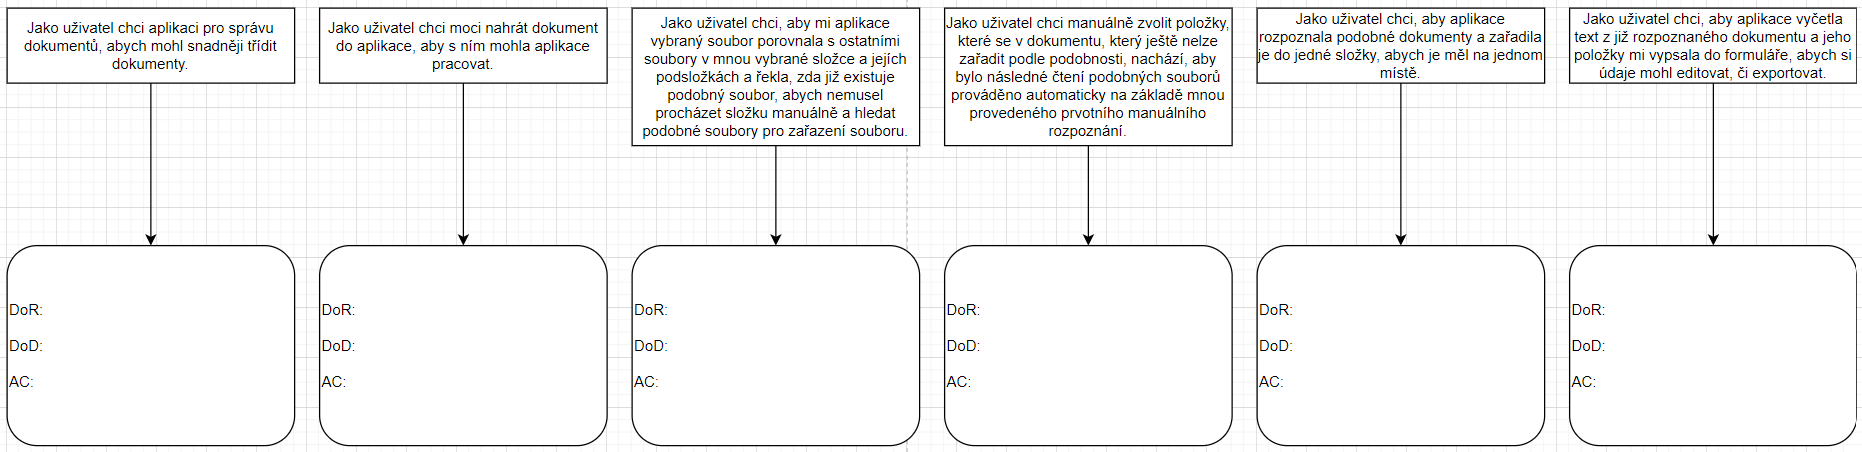 Jako uživatel chci aplikaci pro správu
dokumentů, abych mohl snadněji třídit
dokumenty.
Jako uživatel chci moci nahrát dokument
do aplikace, aby s ním mohla aplikace
pracovat.
Jako uživatel chci, aby mi aplikace
vybraný soubor porovnala s ostatními
soubory v mnou vybrané složce a jejích
podsložkách a řekla, zda již existuje
podobný soubor, abych nemusel
procházet složku manuálně a hledat
podobné soubory pro zařazení souboru.
Jako uživatel chci manuálně zvolit položky,
které se v dokumentu, který ještě nelze
zařadit podle podobnosti, nachází, aby
bylo následné čtení podobných souborů
prováděno automaticky na základě mnou
provedeného prvotního manuálního
rozpoznání.
Jako uživatel chci, aby aplikace
rozpoznala podobné dokumenty a zařadila
je do jedné složky, abych je měl na jednom
místě.
Jako uživatel chci, aby aplikace vyčetla
text z již rozpoznaného dokumentu a jeho
položky mi vypsala do formuláře, abych si
údaje mohl editovat, či exportovat.
DoR:
DoD:
AC:
DoR:
DoD:
AC:
DoR:
DoD:
AC:
DoR:
DoD:
AC:
DoR:
DoD:
AC:
DoR:
DoD:
AC: